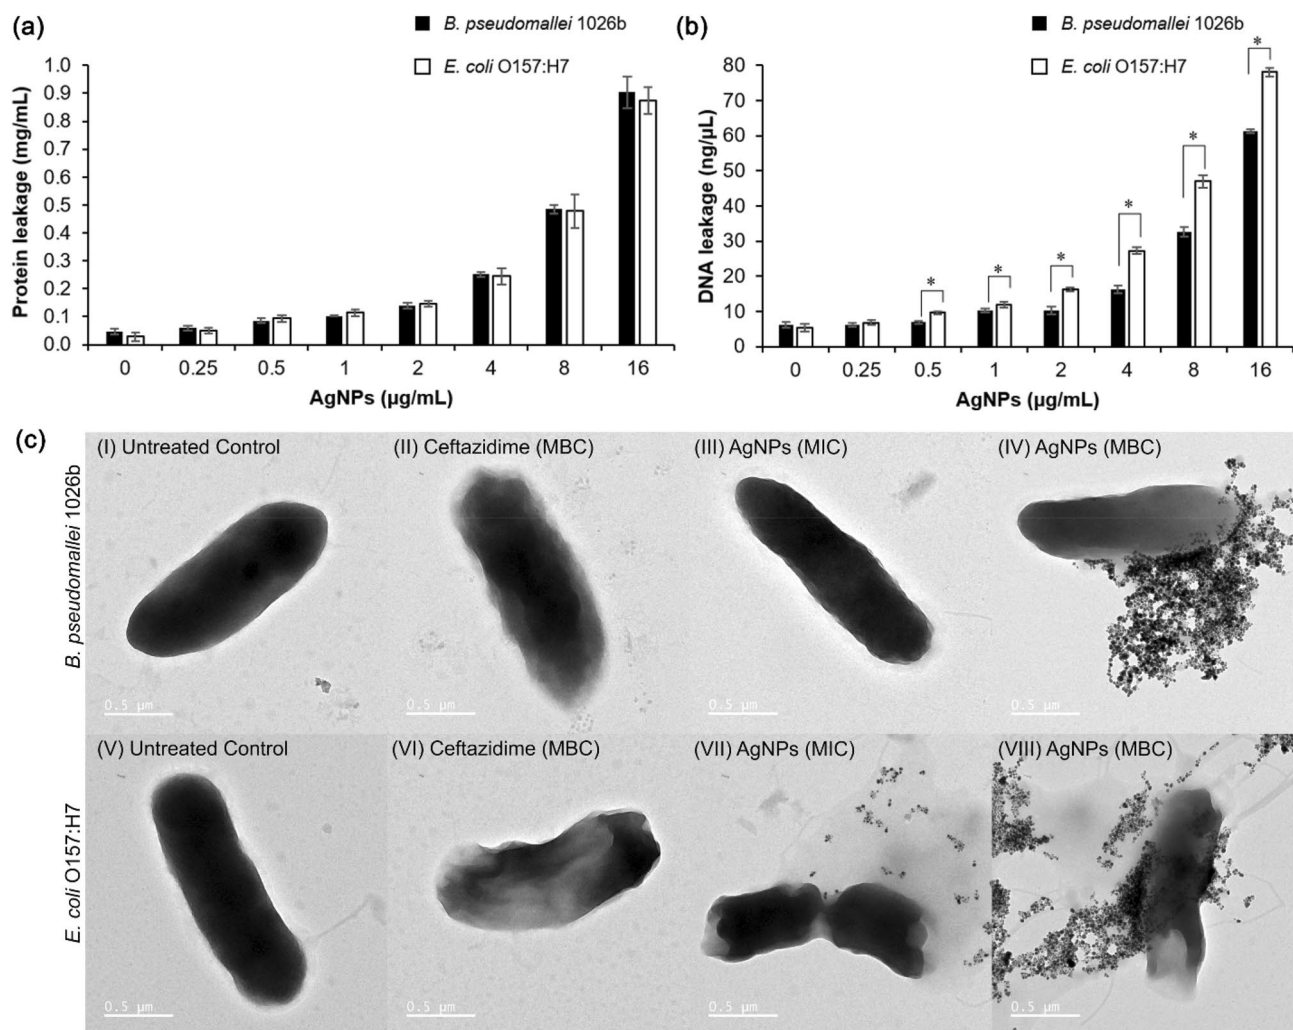 (a)
B. pseudomallei 1026b
E. coli O157:H7
Protein leakage (mg/mL)
1.0
0.9
0.8
0.7
0.6
0.5
0.4
0.3
0.2
0.1
0.0
0 0.25 0.5 1 2 4 8 16
AgNPs (µg/mL)
(b)
B. pseudomallei 1026b
E. coli O157:H7
DNA leakage (ng/µL)
80
70
60
50
40
30
20
10
0
* * * * * *
0 0.25 0.5 1 2 4 8 16
AgNPs (µg/mL)
(c)
B. pseudomallei 1026b
(I) Untreated Control
0.5 µm
(II) Ceftazidime (MBC)
0.5 µm
(III) AgNPs (MIC)
0.5 µm
(IV) AgNPs (MBC)
0.5 µm
E. coli O157:H7
(V) Untreated Control
0.5 µm
(VI) Ceftazidime (MBC)
0.5 µm
(VII) AgNPs (MIC)
0.5 µm
(VIII) AgNPs (MBC)
0.5 µm